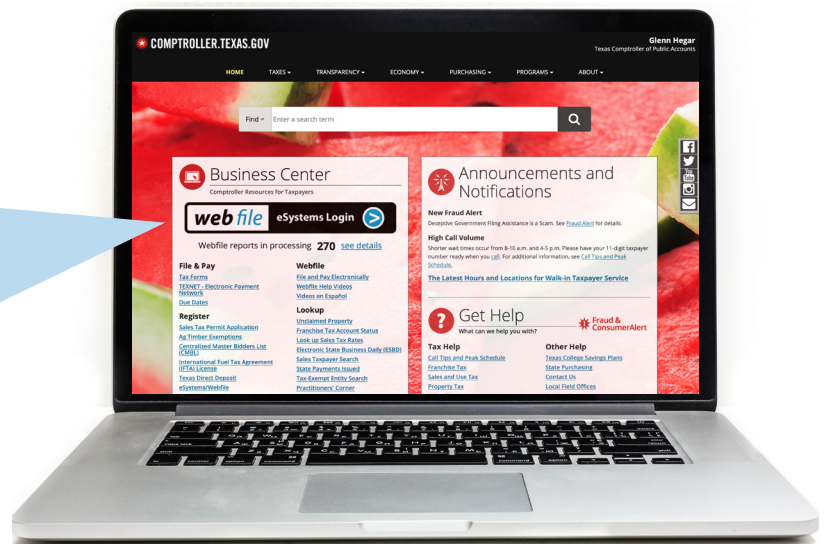 COMPTROLLER.TEXAS.GOV
Glenn Hegar
Texas Comptroller of Public Accounts
HOME TAXES TRANSPARENCY ECONOMY PURCHASING PROGRAMS ABOUT
Find Enter a search term
Business Center
Comptroller Resources for Taxpayers
web file eSystems Login
Webfile reports in processing 270 see details
File & Pay
Tax Forms
TEXNET - Electronic Payment
Network
Due Dates
Register
Sales Tax Permit Application
Ag Timber Exemptions
Centralized Master Bidders List
(CMBL)
International Fuel Tax Agreement
(IFTA) License
Texas Direct Deposit
eSystems/Webfile
Webfile
File and Pay Electronically
Webfile Help Videos
Videos en Español
Lookup
Unclaimed Property
Franchise Tax Account Status
Look up Sales Tax Rates
Electronic State Business Daily (ESBD)
Sales Taxpayer Search
State Payments Issued
Tax-Exempt Entity Search
Practitioners' Corner
Announcements and
Notifications
New Fraud Alert
Deceptive Government Filing Assistance is a Scam. See Fraud Alert for details.
High Call Volume
Shorter wait times occur from 8-10 a.m. and 4-5 p.m. Please have your 11-digit taxpayer
number ready when you call. For additional information, see Call Tips and Peak
Schedule.
The Latest Hours and Locations for Walk-in Taxpayer Service
Get Help
What can we help you with?
Fraud &
ConsumerAlert
Tax Help
Call Tips and Peak Schedule
Franchise Tax
Sales and Use Tax
Property Tax
Other Help
Texas College Savings Plans
State Purchasing
Contact Us
Local Field Offices
You
Tube